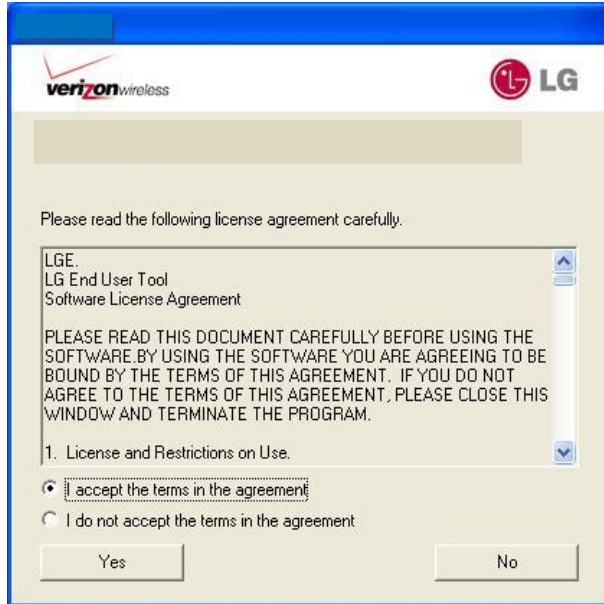 verizonwireless
LG
Please read the following license agreement carefully.
LGE.
LG End User Tool
Software License Agreement
PLEASE READ THIS DOCUMENT CAREFULLY BEFORE USING THE
SOFTWARE.BY USING THE SOFTWARE YOU ARE AGREEING TO BE
BOUND BY THE TERMS OF THIS AGREEMENT.  IF YOU DO NOT
AGREE TO THE TERMS OF THIS AGREEMENT, PLEASE CLOSE THIS
WINDOW AND TERMINATE THE PROGRAM.
1.  License and Restrictions on Use.
I accept the terms in the agreement
I do not accept the terms in the agreement
Yes
No